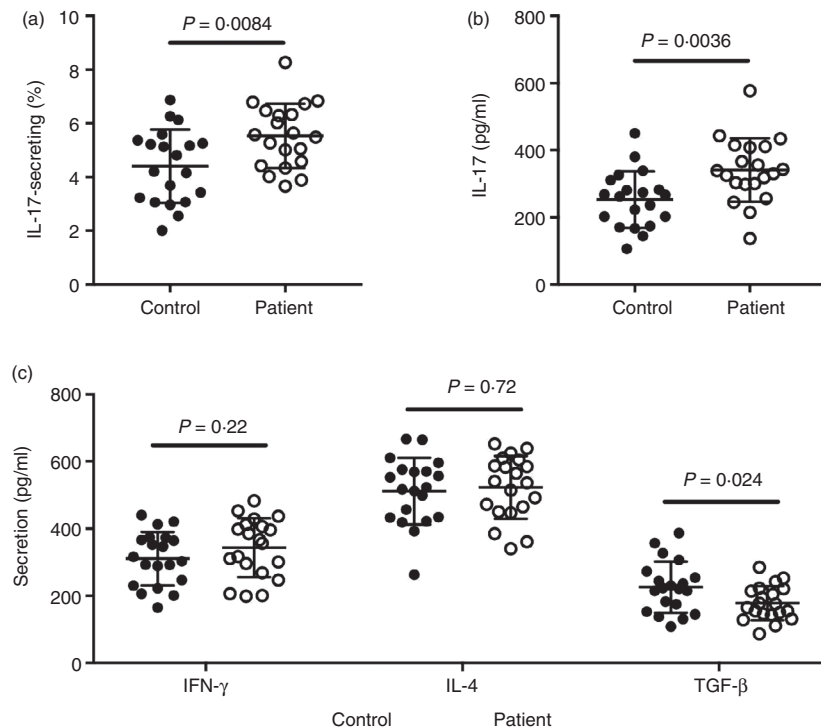 (a)
P = 0·0084
10
8
6
4
2
0
IL-17-secreting (%)
Control Patient
(b)
P = 0·0036
800
600
400
200
0
IL-17 (pg/ml)
Control Patient
(c)
P = 0·22
P = 0·72
P = 0·024
800
600
400
200
0
Secretion (pg/ml)
IFN-γ IL-4 TGF-β
Control Patient